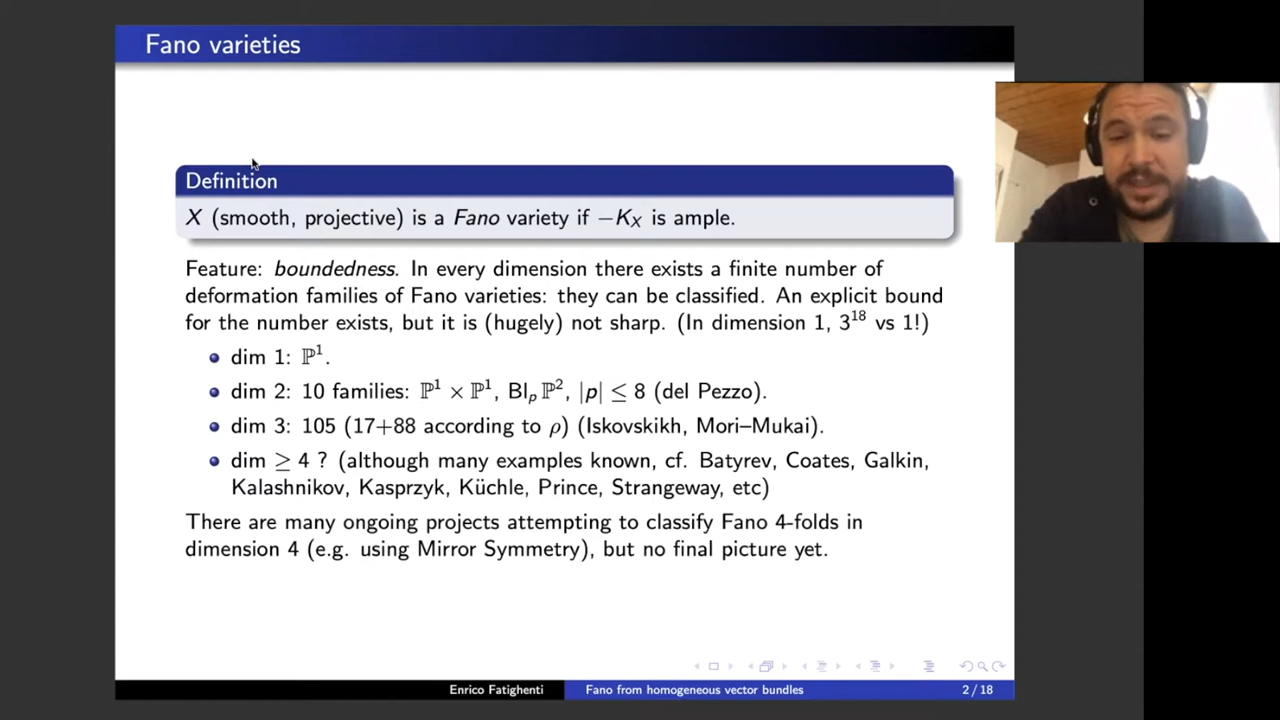 Fano varieties
Definition
X (smooth, projective) is a Fano variety if −K_X is ample.
Feature: boundedness. In every dimension there exists a finite number of
deformation families of Fano varieties: they can be classified. An explicit bound
for the number exists, but it is (hugely) not sharp. (In dimension 1, 3^18 vs 1!)
• dim 1: ℙ^1.
• dim 2: 10 families: ℙ^1 × ℙ^1, Bl_p ℙ^2, |p| ≤ 8 (del Pezzo).
• dim 3: 105 (17+88 according to ρ) (Iskovskikh, Mori–Mukai).
• dim ≥ 4 ? (although many examples known, cf. Batyrev, Coates, Galkin,
Kalashnikov, Kasprzyk, Küchle, Prince, Strangeway, etc)
There are many ongoing projects attempting to classify Fano 4-folds in
dimension 4 (e.g. using Mirror Symmetry), but no final picture yet.
Enrico Fatighenti Fano from homogeneous vector bundles 2 / 18